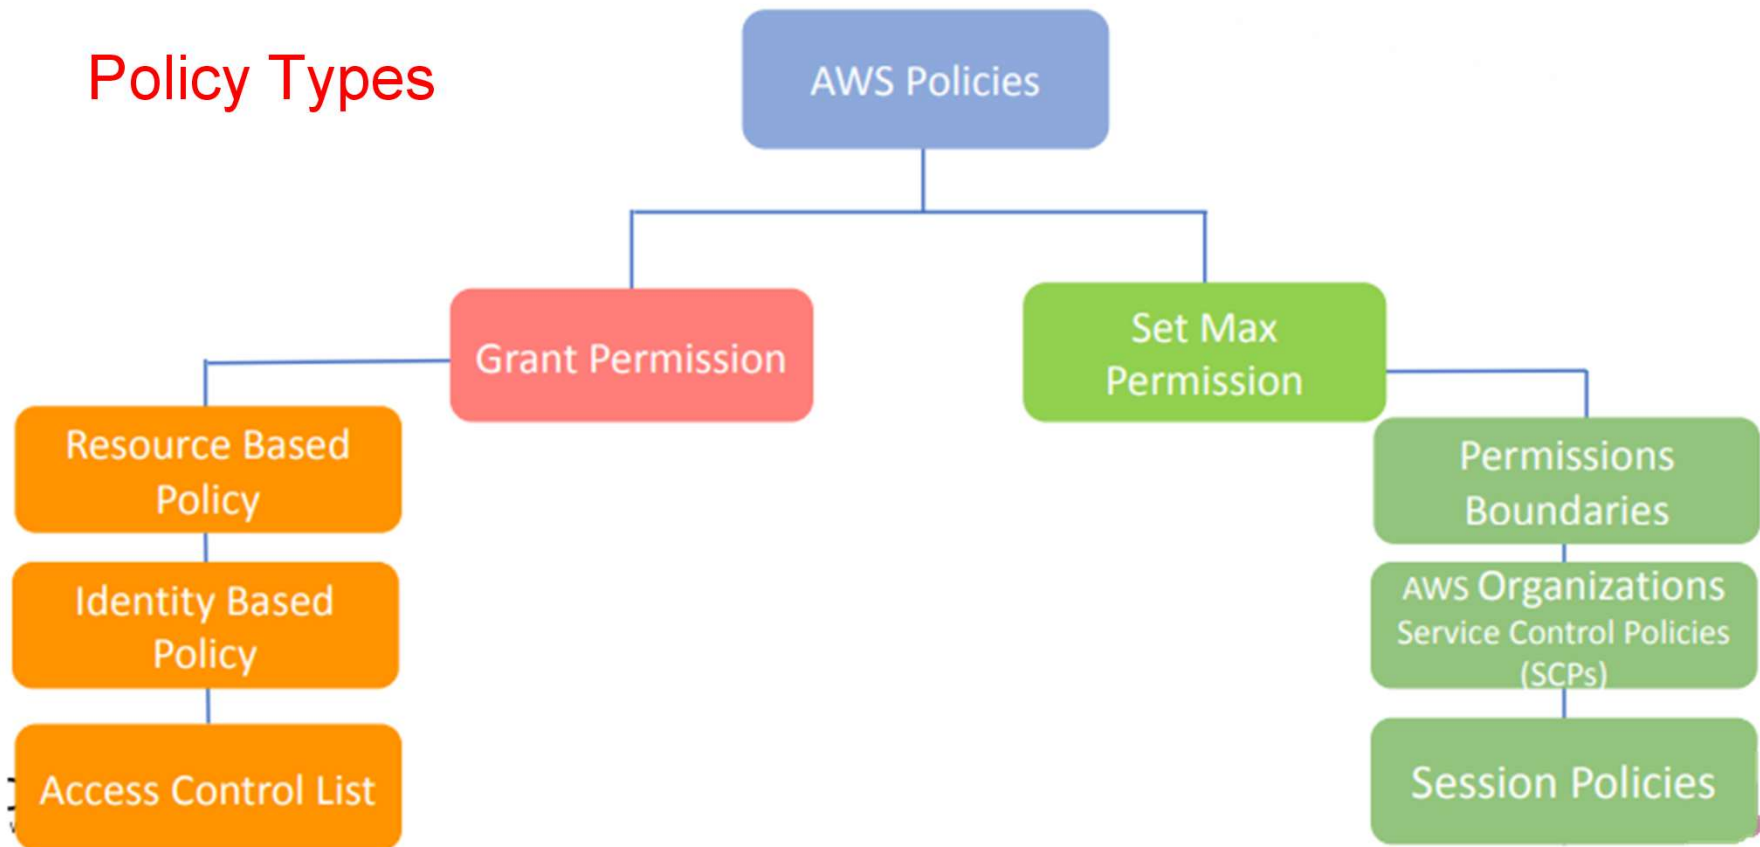 Policy Types
AWS Policies
Grant Permission
Set Max
Permission
Resource Based
Policy
Identity Based
Policy
Access Control List
Permissions
Boundaries
AWS Organizations
Service Control Policies
(SCPs)
Session Policies